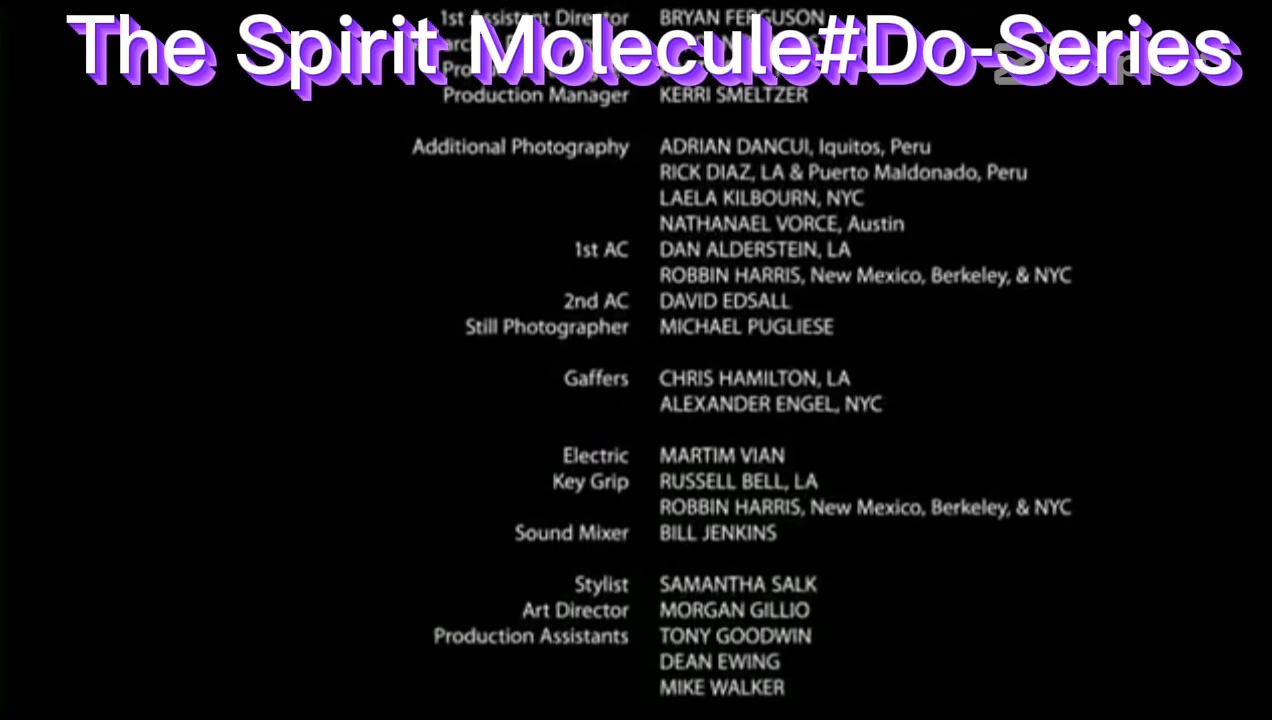 The Spirit Molecule#Do-Series
1st Assistant Director BRYAN FERGUSON
Production Manager KERRI SMELTZER
Additional Photography ADRIAN DANCUI, Iquitos, Peru
RICK DIAZ, LA & Puerto Maldonado, Peru
LAELA KILBOURN, NYC
NATHANAEL VORCE, Austin
1st AC DAN ALDERSTEIN, LA
ROBBIN HARRIS, New Mexico, Berkeley, & NYC
2nd AC DAVID EDSALL
Still Photographer MICHAEL PUGLIESE
Gaffers CHRIS HAMILTON, LA
ALEXANDER ENGEL, NYC
Electric MARTIM VIAN
Key Grip RUSSELL BELL, LA
ROBBIN HARRIS, New Mexico, Berkeley, & NYC
Sound Mixer BILL JENKINS
Stylist SAMANTHA SALK
Art Director MORGAN GILLIO
Production Assistants TONY GOODWIN
DEAN EWING
MIKE WALKER